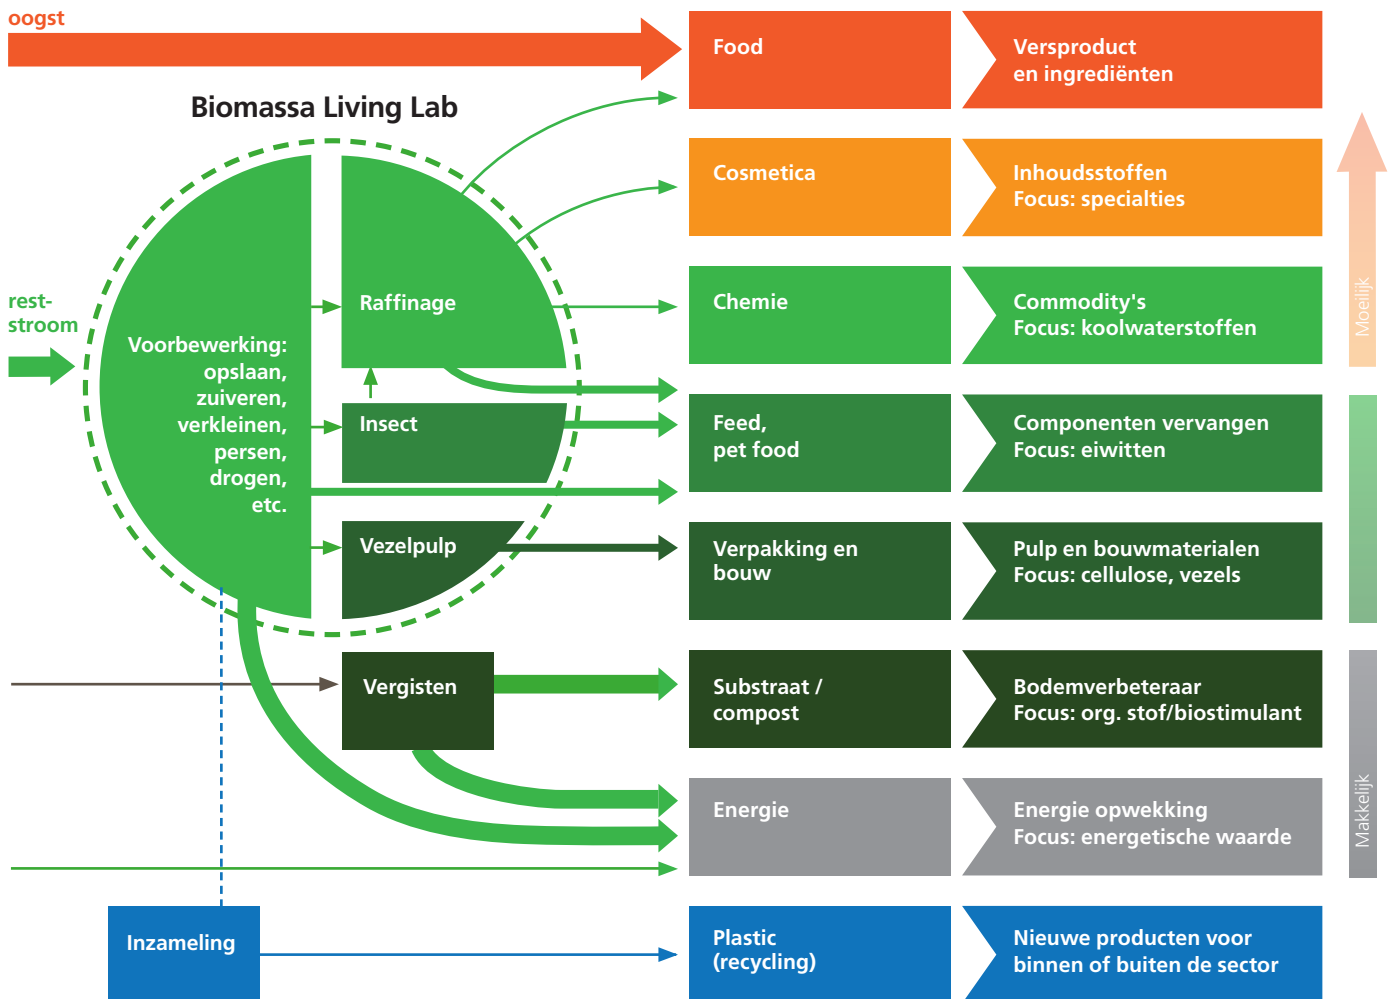 oogst
Biomassa Living Lab
rest-
stroom
Voorbewerking:
opslaan,
zuiveren,
verkleinen,
persen,
drogen,
etc.
Raffinage
Insect
Vezelpulp
Vergisten
Inzameling
Food
Versproduct
en ingrediënten
Cosmetica
Inhoudsstoffen
Focus: specialties
Chemie
Commodity's
Focus: koolwaterstoffen
Feed,
pet food
Componenten vervangen
Focus: eiwitten
Verpakking en
bouw
Pulp en bouwmaterialen
Focus: cellulose, vezels
Substraat /
compost
Bodemverbeteraar
Focus: org. stof/biostimulant
Energie
Energie opwekking
Focus: energetische waarde
Plastic
(recycling)
Nieuwe producten voor
binnen of buiten de sector
Moeilijk
Makkelijk